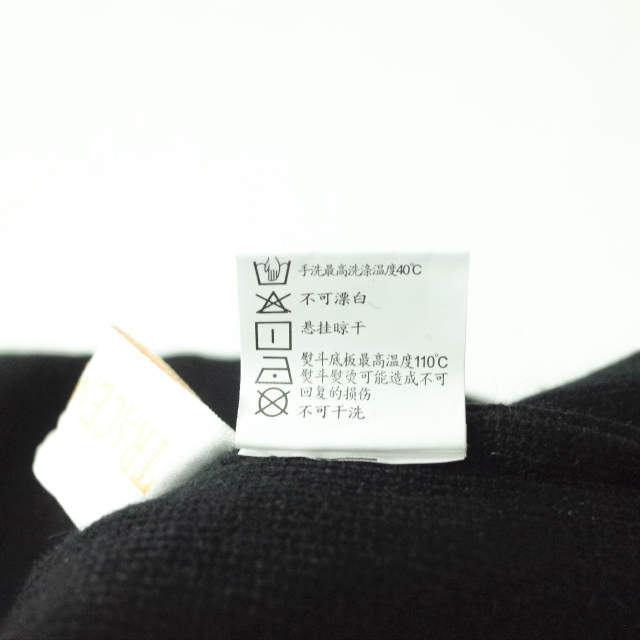 手洗最高洗涤温度40℃
不可漂白
悬挂晾干
熨斗底板最高温度110℃
熨斗熨烫可能造成不可
回复的损伤
不可干洗
TRACE